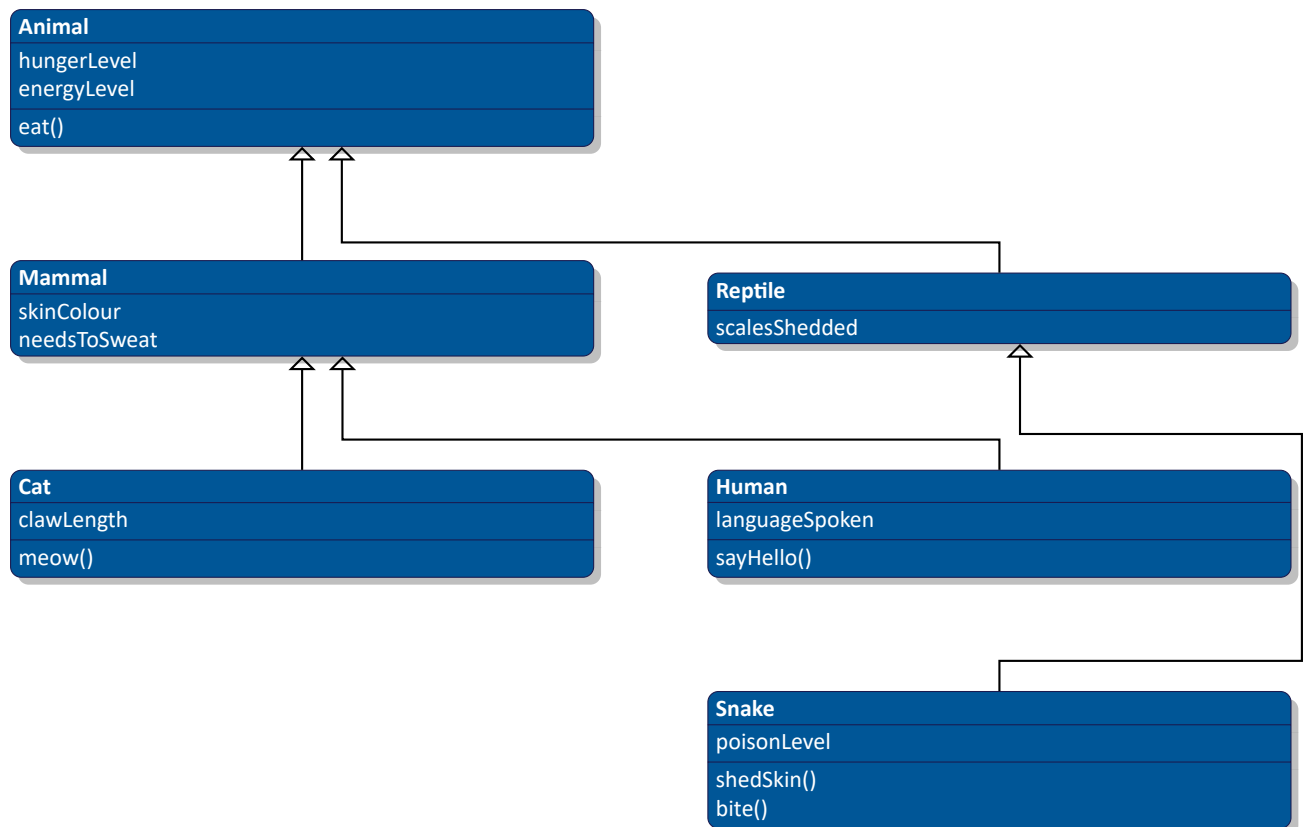 Animal
hungerLevel
energyLevel
eat()
Mammal
skinColour
needsToSweat
Reptile
scalesShedded
Cat
clawLength
meow()
Human
languageSpoken
sayHello()
Snake
poisonLevel
shedSkin()
bite()